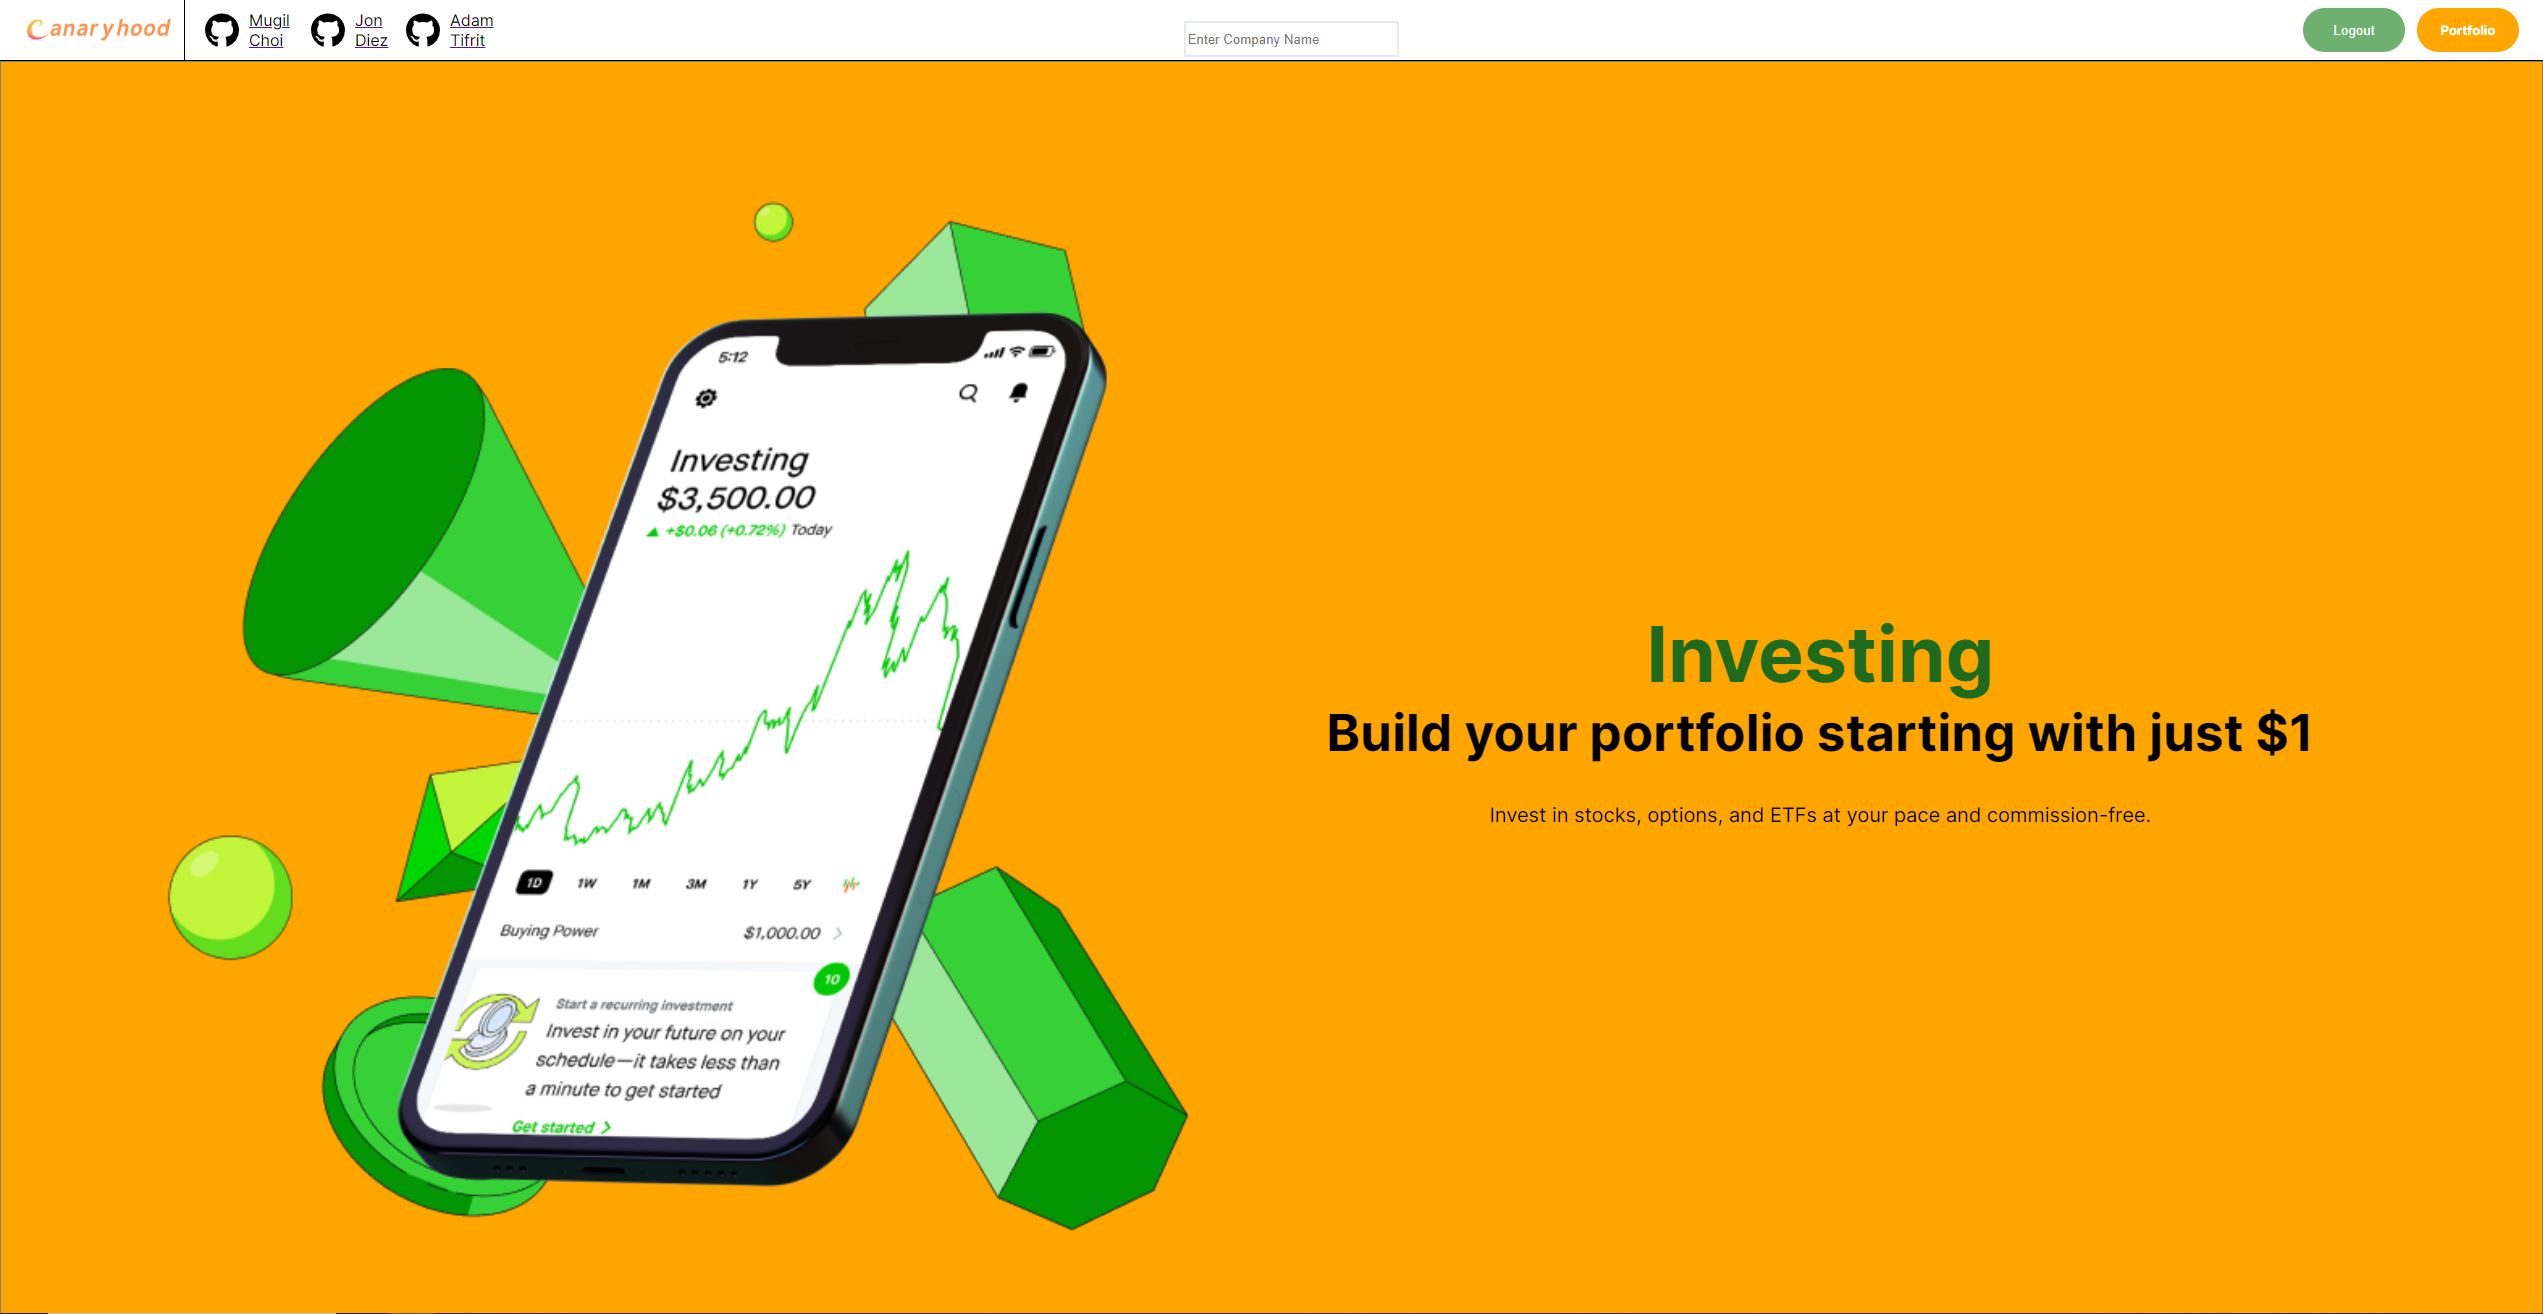 Canaryhood
Mugil
Choi
Jon
Diez
Adam
Tifrit
Enter Company Name
Logout
Portfolio
5:12
Investing
$3,500.00
+$0.06 (+0.72%) Today
1D 1W 1M 3M 1Y 5Y
Buying Power $1,000.00
10
Start a recurring investment
Invest in your future on your
schedule—it takes less than
a minute to get started
Get started
Investing
Build your portfolio starting with just $1
Invest in stocks, options, and ETFs at your pace and commission-free.